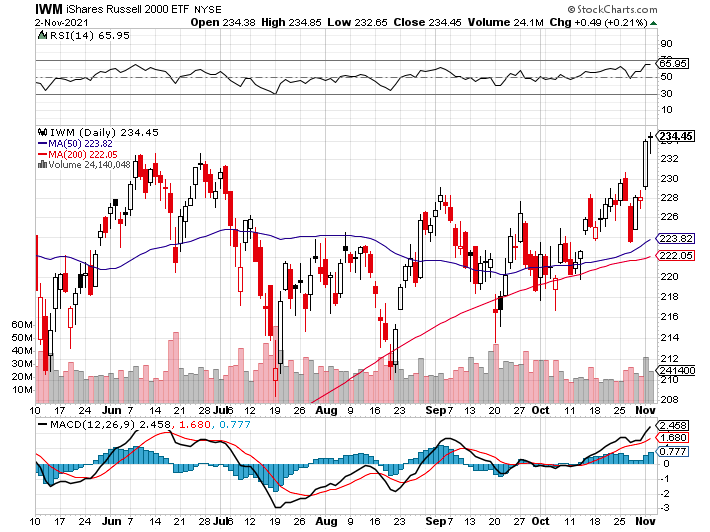 IWM iShares Russell 2000 ETF NYSE © StockCharts.com
2-Nov-2021 Open 234.38 High 234.85 Low 232.65 Close 234.45 Volume 24.1M Chg +0.49 (+0.21%)
RSI(14) 65.95
90
70
65.95
50
30
10
IWM (Daily) 234.45
MA(50) 223.82
MA(200) 222.05
Volume 24,140,048
234.45
232
230
228
226
223.82
222.05
220
218
216
214
212
241400
210
208
60M
50M
40M
30M
20M
10M
10 17 24 Jun 7 14 21 Jul 6 12 19 26 Aug 9 16 23 Sep 7 13 20 27 Oct 11 18 25 Nov
MACD(12,26,9) 2.458, 1.680, 0.777
2.458
1.680
0.777
0
-1
-2
-3
10 17 24 Jun 7 14 21 Jul 6 12 19 26 Aug 9 16 23 Sep 7 13 20 27 Oct 11 18 25 Nov